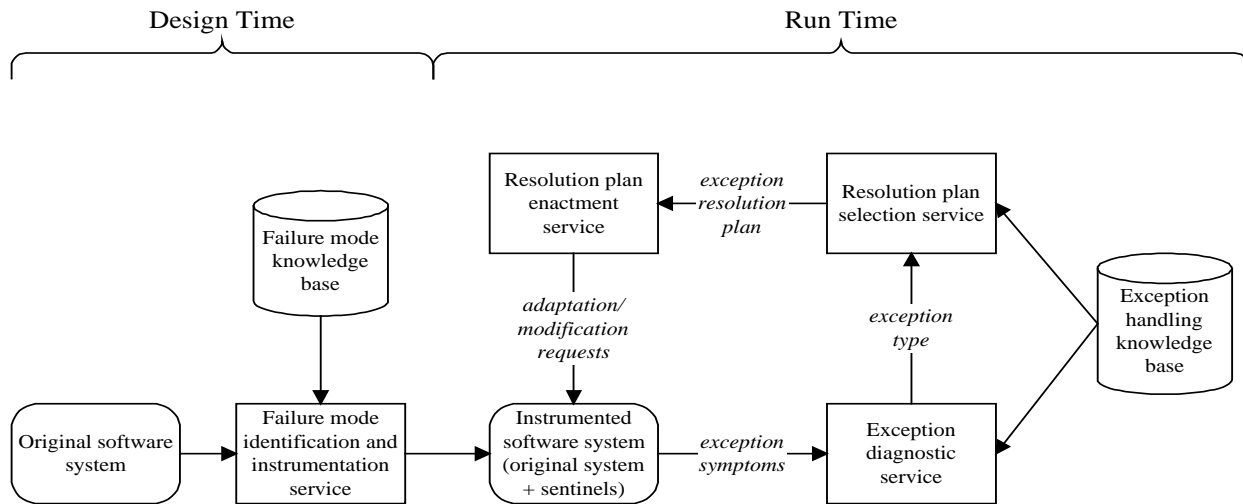 Design Time
Run Time
Resolution plan
enactment
service
exception
resolution
plan
Resolution plan
selection service
Failure mode
knowledge
base
adaptation/
modification
requests
exception
type
Exception
handling
knowledge
base
Original software
system
Failure mode
identification and
instrumentation
service
Instrumented
software system
(original system
+ sentinels)
exception
symptoms
Exception
diagnostic
service